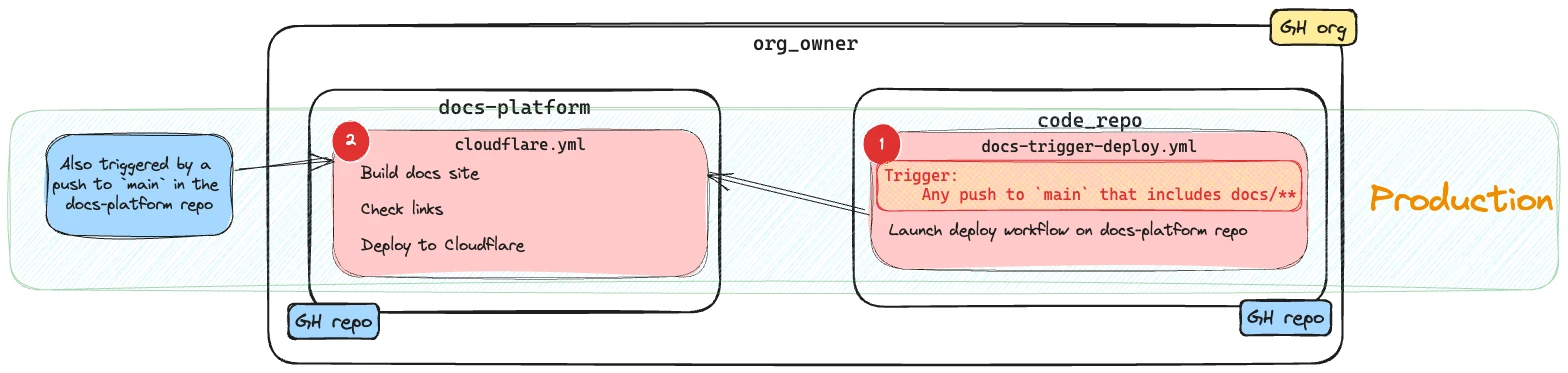 GH org
org_owner
docs-platform
2
cloudflare.yml
Build docs site
Check links
Deploy to Cloudflare
GH repo
Also triggered by a
push to `main` in the
docs-platform repo
code_repo
1
docs-trigger-deploy.yml
Trigger:
Any push to `main` that includes docs/**
Launch deploy workflow on docs-platform repo
GH repo
Production